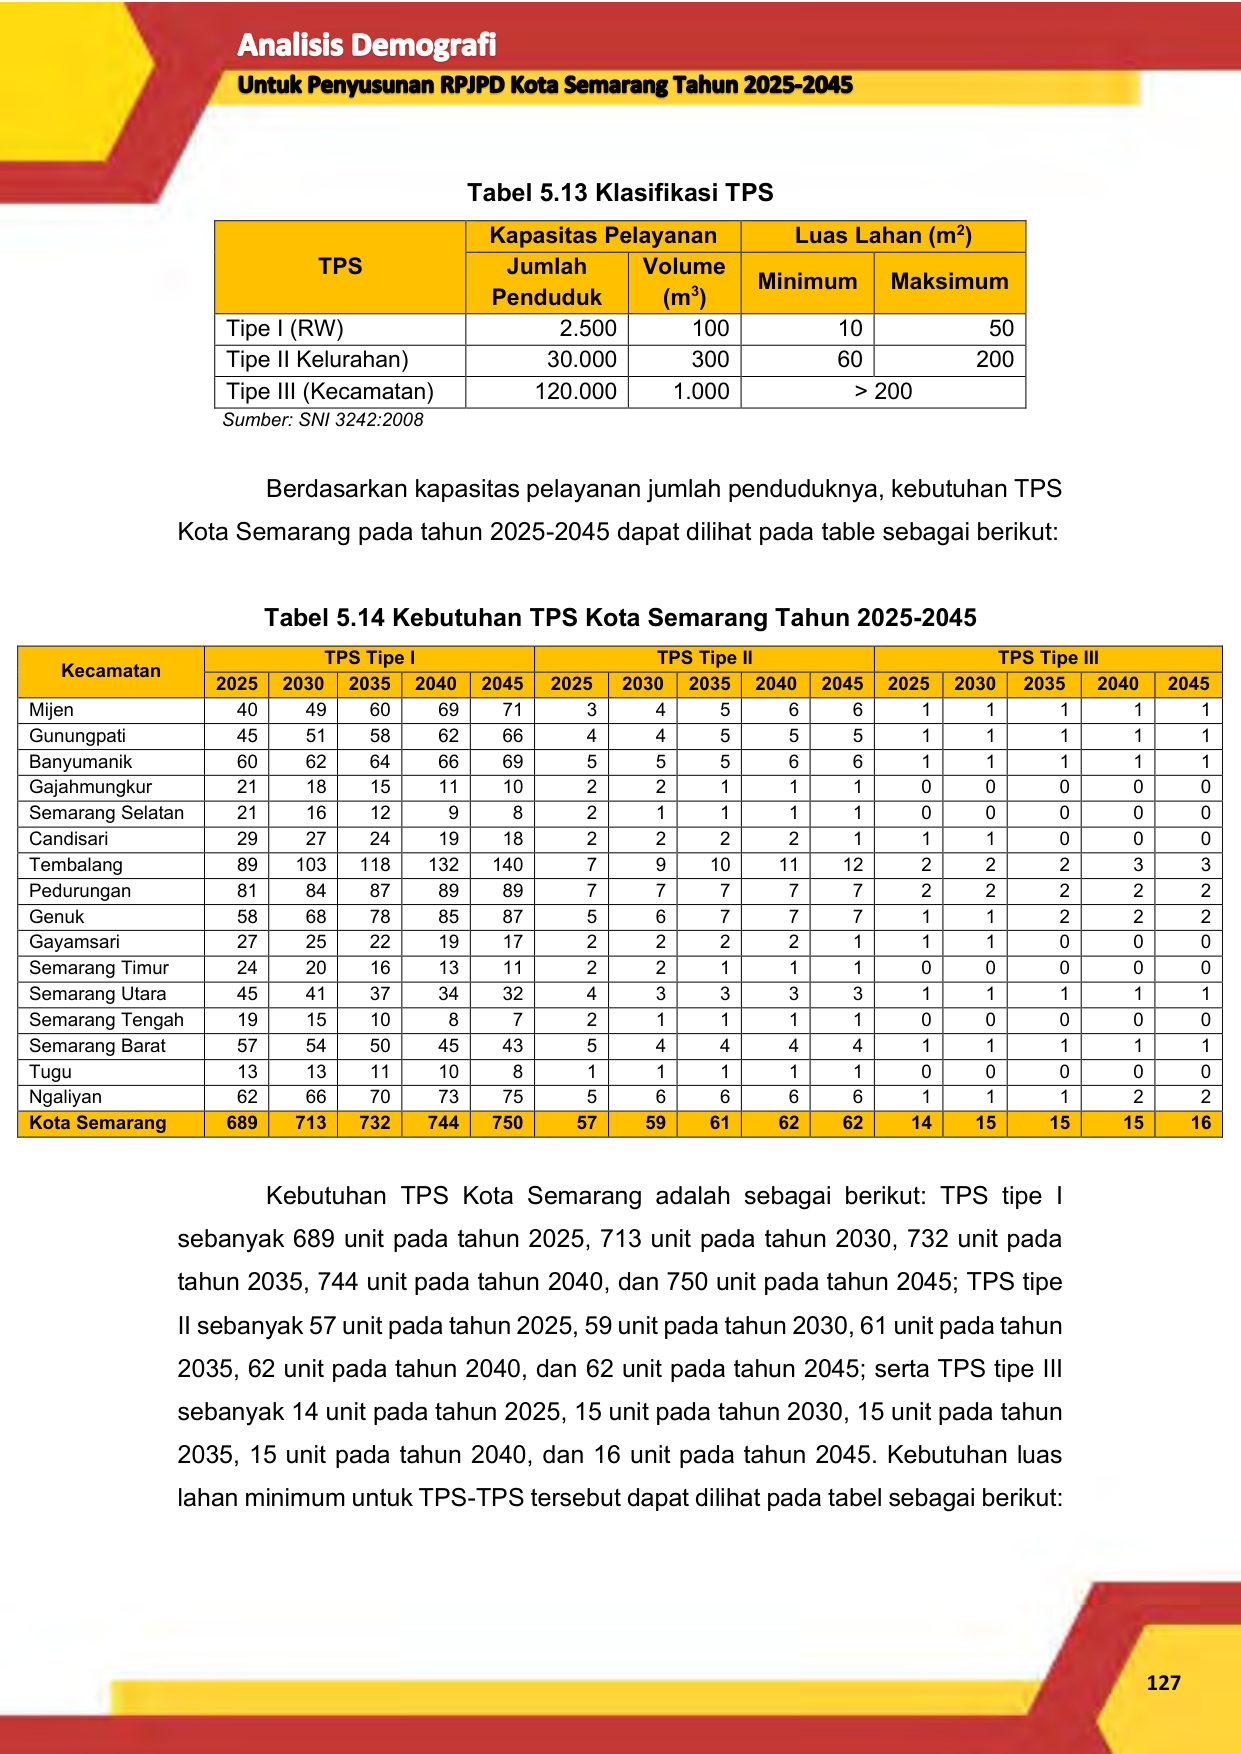 Analisis Demografi
Untuk Penyusunan RPJPD Kota Semarang Tahun 2025-2045
Tabel 5.13 Klasifikasi TPS
TPS Kapasitas Pelayanan Luas Lahan (m²)
Jumlah Penduduk Volume (m³) Minimum Maksimum
Tipe I (RW) 2.500 100 10 50
Tipe II Kelurahan) 30.000 300 60 200
Tipe III (Kecamatan) 120.000 1.000 > 200
Sumber: SNI 3242:2008
Berdasarkan kapasitas pelayanan jumlah penduduknya, kebutuhan TPS
Kota Semarang pada tahun 2025-2045 dapat dilihat pada table sebagai berikut:
Tabel 5.14 Kebutuhan TPS Kota Semarang Tahun 2025-2045
Kecamatan TPS Tipe I TPS Tipe II TPS Tipe III
2025 2030 2035 2040 2045 2025 2030 2035 2040 2045 2025 2030 2035 2040 2045
Mijen 40 49 60 69 71 3 4 5 6 6 1 1 1 1 1
Gunungpati 45 51 58 62 66 4 4 5 5 5 1 1 1 1 1
Banyumanik 60 62 64 66 69 5 5 5 6 6 1 1 1 1 1
Gajahmungkur 21 18 15 11 10 2 2 1 1 1 0 0 0 0 0
Semarang Selatan 21 16 12 9 8 2 1 1 1 1 0 0 0 0 0
Candisari 29 27 24 19 18 2 2 2 2 1 1 1 0 0 0
Tembalang 89 103 118 132 140 7 9 10 11 12 2 2 2 3 3
Pedurungan 81 84 87 89 89 7 7 7 7 7 2 2 2 2 2
Genuk 58 68 78 85 87 5 6 7 7 7 1 1 2 2 2
Gayamsari 27 25 22 19 17 2 2 2 2 1 1 1 0 0 0
Semarang Timur 24 20 16 13 11 2 2 1 1 1 0 0 0 0 0
Semarang Utara 45 41 37 34 32 4 3 3 3 3 1 1 1 1 1
Semarang Tengah 19 15 10 8 7 2 1 1 1 1 0 0 0 0 0
Semarang Barat 57 54 50 45 43 5 4 4 4 4 1 1 1 1 1
Tugu 13 13 11 10 8 1 1 1 1 1 0 0 0 0 0
Ngaliyan 62 66 70 73 75 5 6 6 6 6 1 1 1 2 2
Kota Semarang 689 713 732 744 750 57 59 61 62 62 14 15 15 15 16
Kebutuhan TPS Kota Semarang adalah sebagai berikut: TPS tipe I
sebanyak 689 unit pada tahun 2025, 713 unit pada tahun 2030, 732 unit pada
tahun 2035, 744 unit pada tahun 2040, dan 750 unit pada tahun 2045; TPS tipe
II sebanyak 57 unit pada tahun 2025, 59 unit pada tahun 2030, 61 unit pada tahun
2035, 62 unit pada tahun 2040, dan 62 unit pada tahun 2045; serta TPS tipe III
sebanyak 14 unit pada tahun 2025, 15 unit pada tahun 2030, 15 unit pada tahun
2035, 15 unit pada tahun 2040, dan 16 unit pada tahun 2045. Kebutuhan luas
lahan minimum untuk TPS-TPS tersebut dapat dilihat pada tabel sebagai berikut:
127